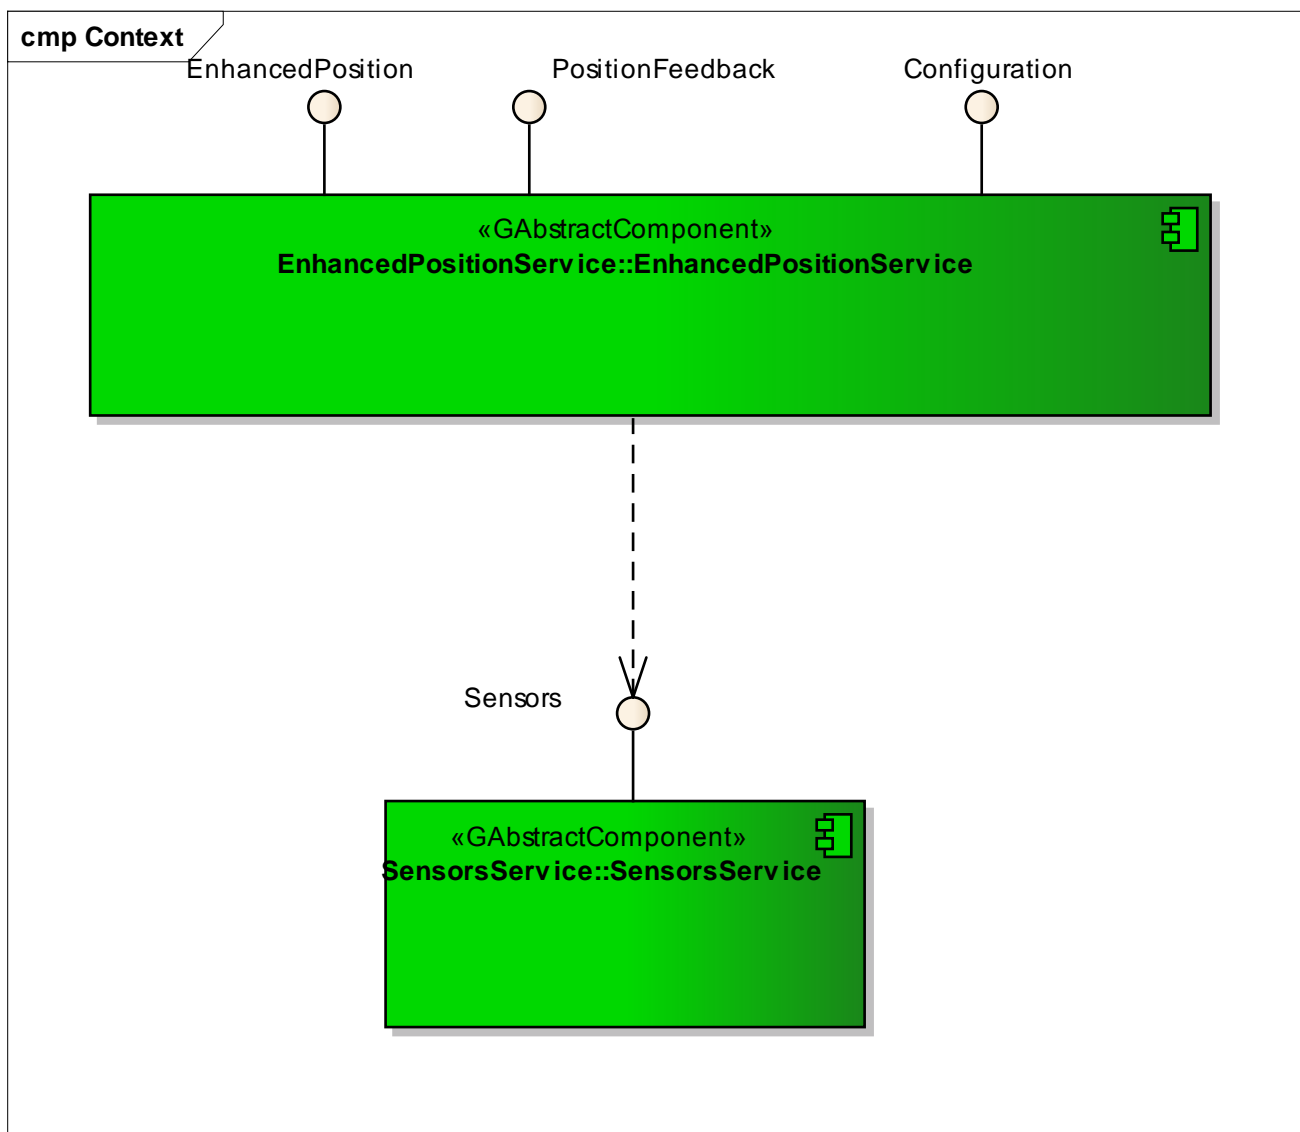 cmp Context
EnhancedPosition
PositionFeedback
Configuration
«GAbstractComponent»
EnhancedPositionService::EnhancedPositionService
Sensors
«GAbstractComponent»
SensorsService::SensorsService